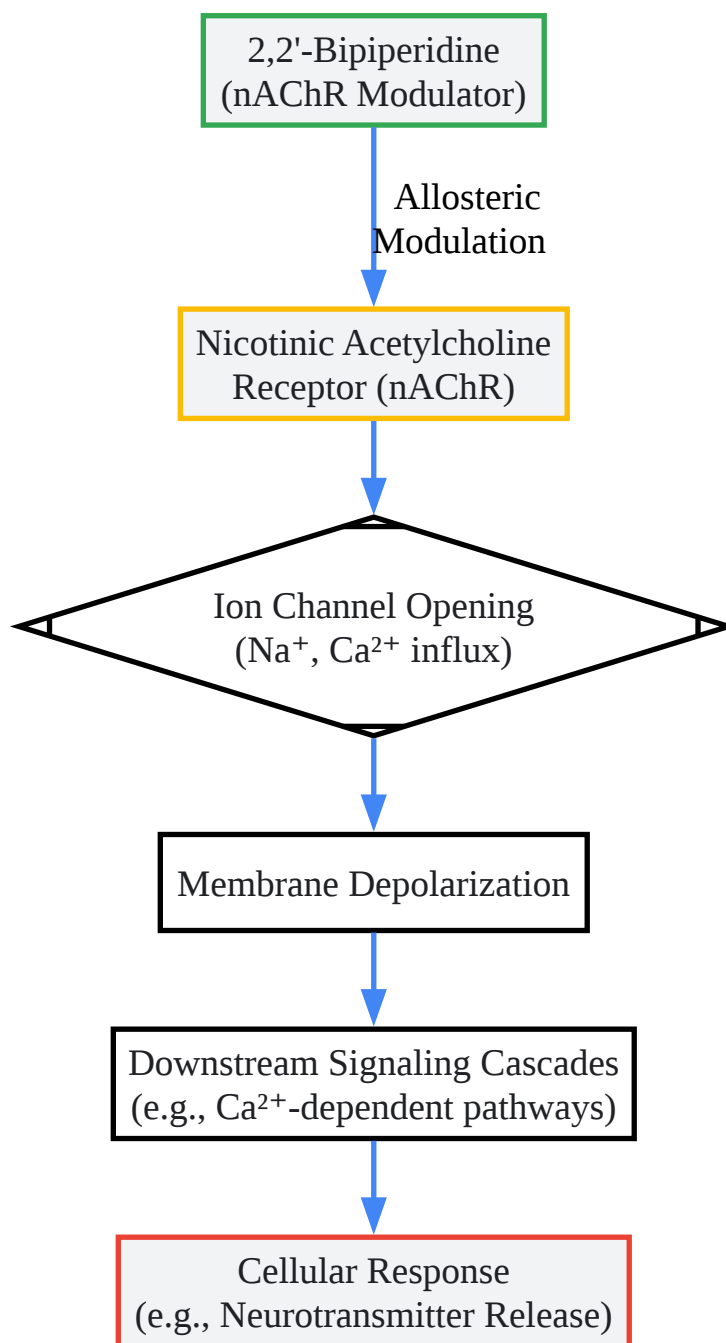 2,2'-Bipiperidine
(nAChR Modulator)
Allosteric
Modulation
Nicotinic Acetylcholine
Receptor (nAChR)
Ion Channel Opening
(Na⁺, Ca²⁺ influx)
Membrane Depolarization
Downstream Signaling Cascades
(e.g., Ca²⁺-dependent pathways)
Cellular Response
(e.g., Neurotransmitter Release)